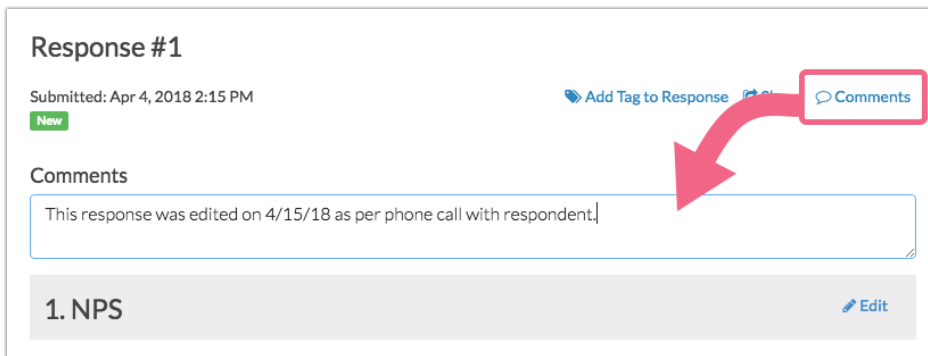 Response #1
Submitted: Apr 4, 2018 2:15 PM
Add Tag to Response
Comments
New
Comments
This response was edited on 4/15/18 as per phone call with respondent.
1. NPS
Edit